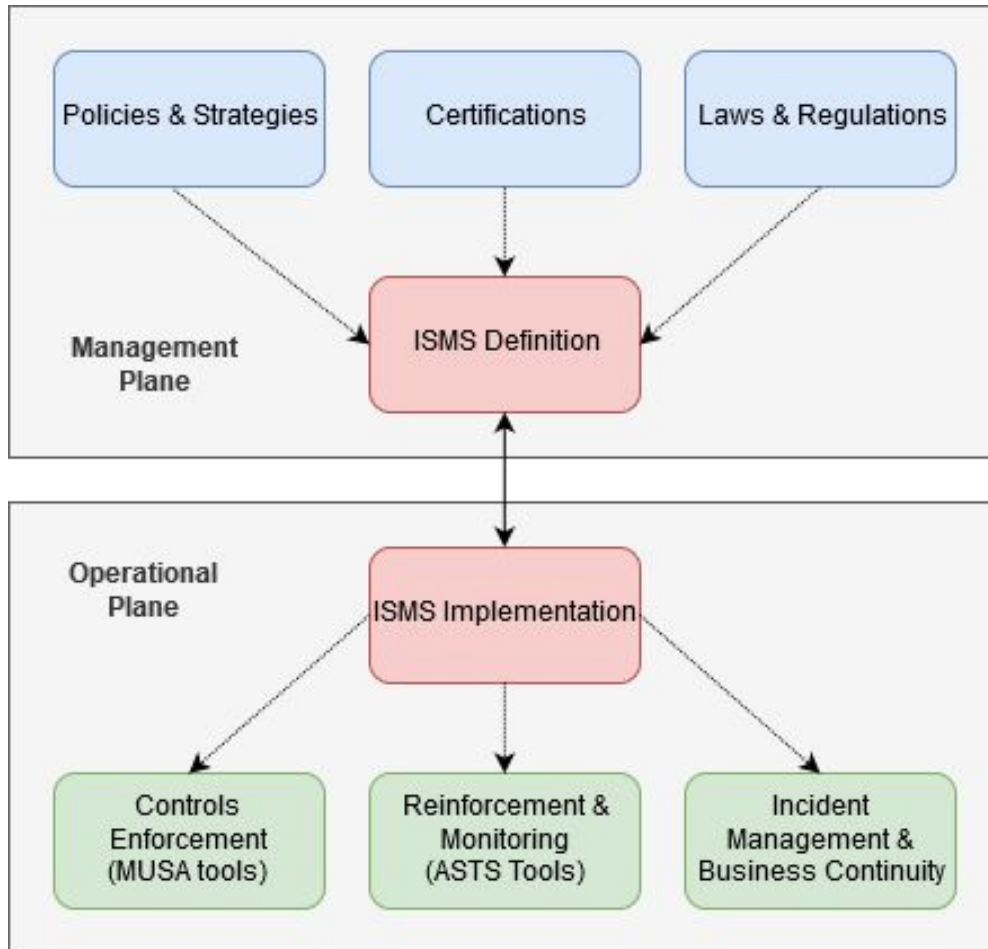 Policies & Strategies
Certifications
Laws & Regulations
ISMS Definition
Management
Plane
Operational
Plane
ISMS Implementation
Controls
Enforcement
(MUSA tools)
Reinforcement &
Monitoring
(ASTS Tools)
Incident
Management &
Business Continuity